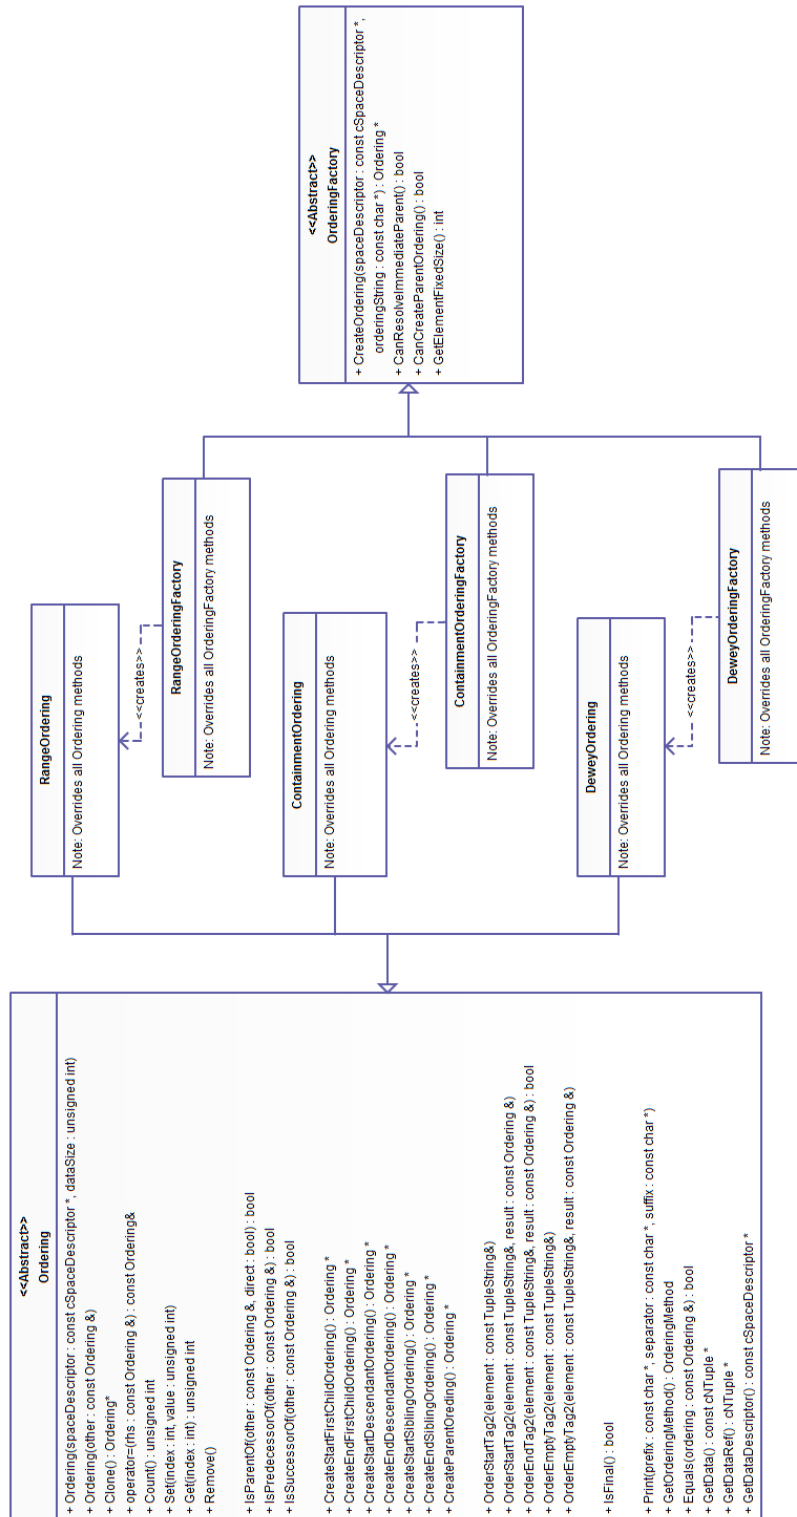 <<Abstract>>
Ordering
+ Ordering(spaceDescriptor : const cSpaceDescriptor *, dataSize : unsigned int)
+ Ordering(other : const Ordering &)
+ Clone() : Ordering*
+ operator=(rhs : const Ordering &) : const Ordering&
+ Count() : unsigned int
+ Set(index : int, value : unsigned int)
+ Get(index : int) : unsigned int
+ Remove()
+ IsParentOf(other : const Ordering &, direct : bool) : bool
+ IsPredecessorOf(other : const Ordering &) : bool
+ IsSuccessorOf(other : const Ordering &) : bool
+ CreateStartFirstChildOrdering() : Ordering *
+ CreateEndFirstChildOrdering() : Ordering *
+ CreateStartDescendantOrdering() : Ordering *
+ CreateEndDescendantOrdering() : Ordering *
+ CreateStartSiblingOrdering() : Ordering *
+ CreateEndSiblingOrdering() : Ordering *
+ CreateParentOreding() : Ordering *
+ OrderStartTag2(element : const TupleString&)
+ OrderStartTag2(element : const TupleString&, result : const Ordering &)
+ OrderEndTag2(element : const TupleString&, result : const Ordering &) : bool
+ OrderEmptyTag2(element : const TupleString&)
+ OrderEmptyTag2(element : const TupleString&, result : const Ordering &)
+ IsFinal() : bool
+ Print(prefix : const char *, separator : const char *, suffix : const char *)
+ GetOrderingMethod() : OrderingMethod
+ Equals(ordering : const Ordering &) : bool
+ GetData() : const cNTuple *
+ GetDataRef() : cNTuple *
+ GetDataDescriptor() : const cSpaceDescriptor *
RangeOrdering
Note: Overrides all Ordering methods
<<creates>>
RangeOrderingFactory
Note: Overrides all OrderingFactory methods
ContainmentOrdering
Note: Overrides all Ordering methods
<<creates>>
ContainmentOrderingFactory
Note: Overrides all OrderingFactory methods
DeweyOrdering
Note: Overrides all Ordering methods
<<creates>>
DeweyOrderingFactory
Note: Overrides all OrderingFactory methods
<<Abstract>>
OrderingFactory
+ CreateOrdering(spaceDescriptor : const cSpaceDescriptor *,
orderingString : const char *) : Ordering *
+ CanResolveImmediateParent() : bool
+ CanCreateParentOrdering() : bool
+ GetElementFixedSize() : int